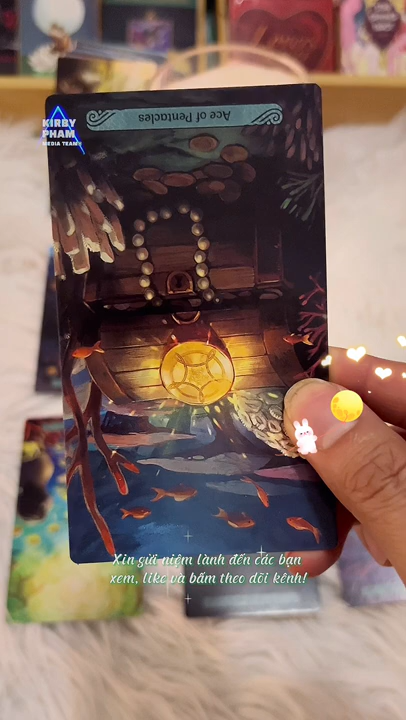 Ace of Pentacles
KIRBY
PHAM
MEDIA TEAM
Xin gửi niệm lành đến các bạn
xem, like và bấm theo dõi kênh!